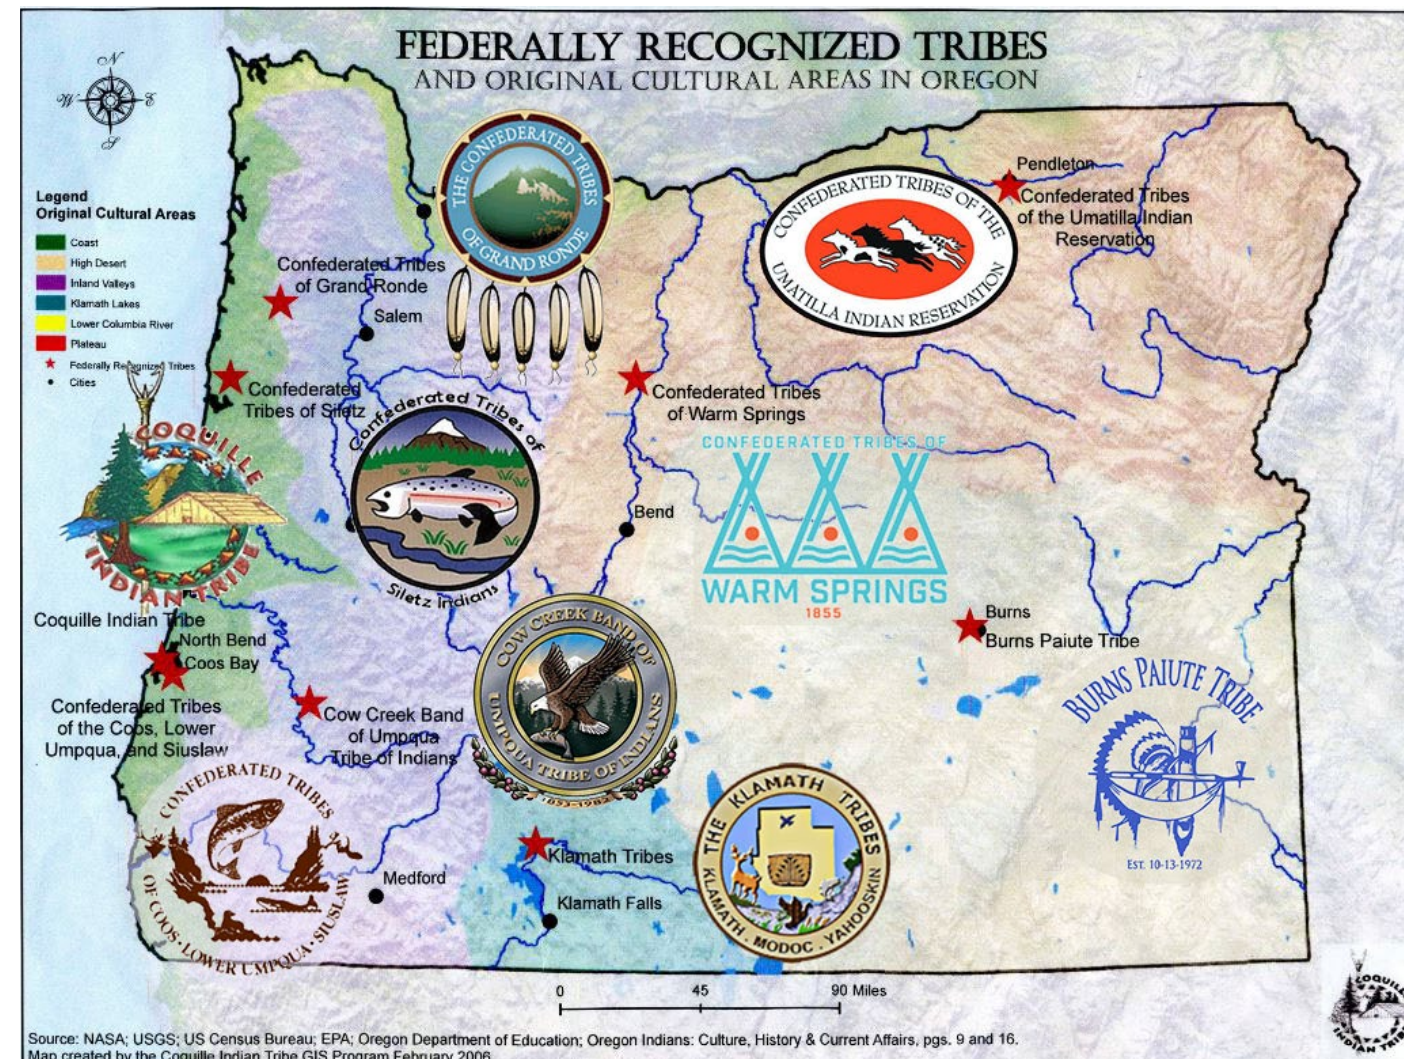 FEDERALLY RECOGNIZED TRIBES
AND ORIGINAL CULTURAL AREAS IN OREGON
N
W
E
S
Legend
Original Cultural Areas
Coast
High Desert
Inland Valleys
Klamath Lakes
Lower Columbia River
Plateau
Federally Recognized Tribes
Cities
THE CONFEDERATED TRIBES
OF GRAND RONDE
Confederated Tribes
of Grand Ronde
Salem
CONFEDERATED TRIBES OF THE
UMATILLA INDIAN RESERVATION
Pendleton
Confederated Tribes
of the Umatilla Indian
Reservation
Confederated
Tribes of Siletz
Confederated Tribes of
Siletz Indians
Confederated Tribes
of Warm Springs
CONFEDERATED TRIBES OF
WARM SPRINGS
1855
COQUILLE
INDIAN TRIBE
Coquille Indian Tribe
Bend
Burns
Burns Paiute Tribe
North Bend
Coos Bay
Confederated Tribes
of the Coos, Lower
Umpqua, and Siuslaw
Cow Creek Band
of Umpqua
Tribe of Indians
COW CREEK BAND OF
UMPQUA TRIBE OF INDIANS
1853-1982
BURNS PAIUTE TRIBE
EST. 10-13-1972
CONFEDERATED TRIBES
OF COOS · LOWER UMPQUA · SIUSLAW
Medford
Klamath Tribes
Klamath Falls
THE KLAMATH TRIBES
KLAMATH . MODOC . YAHOOSKIN
0 45 90 Miles
COQUILLE
INDIAN TRIBE
Source: NASA; USGS; US Census Bureau; EPA; Oregon Department of Education; Oregon Indians: Culture, History & Current Affairs, pgs. 9 and 16.
Map created by the Coquille Indian Tribe GIS Program February 2006